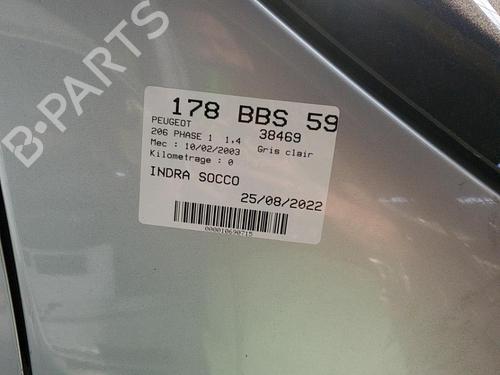 B-PARTS
178 BBS 59
PEUGEOT
38469
206 PHASE 1 1.4
Mec : 10/02/2003 Gris clair
Kilometrage : 0
INDRA SOCCO
25/08/2022
000010690715